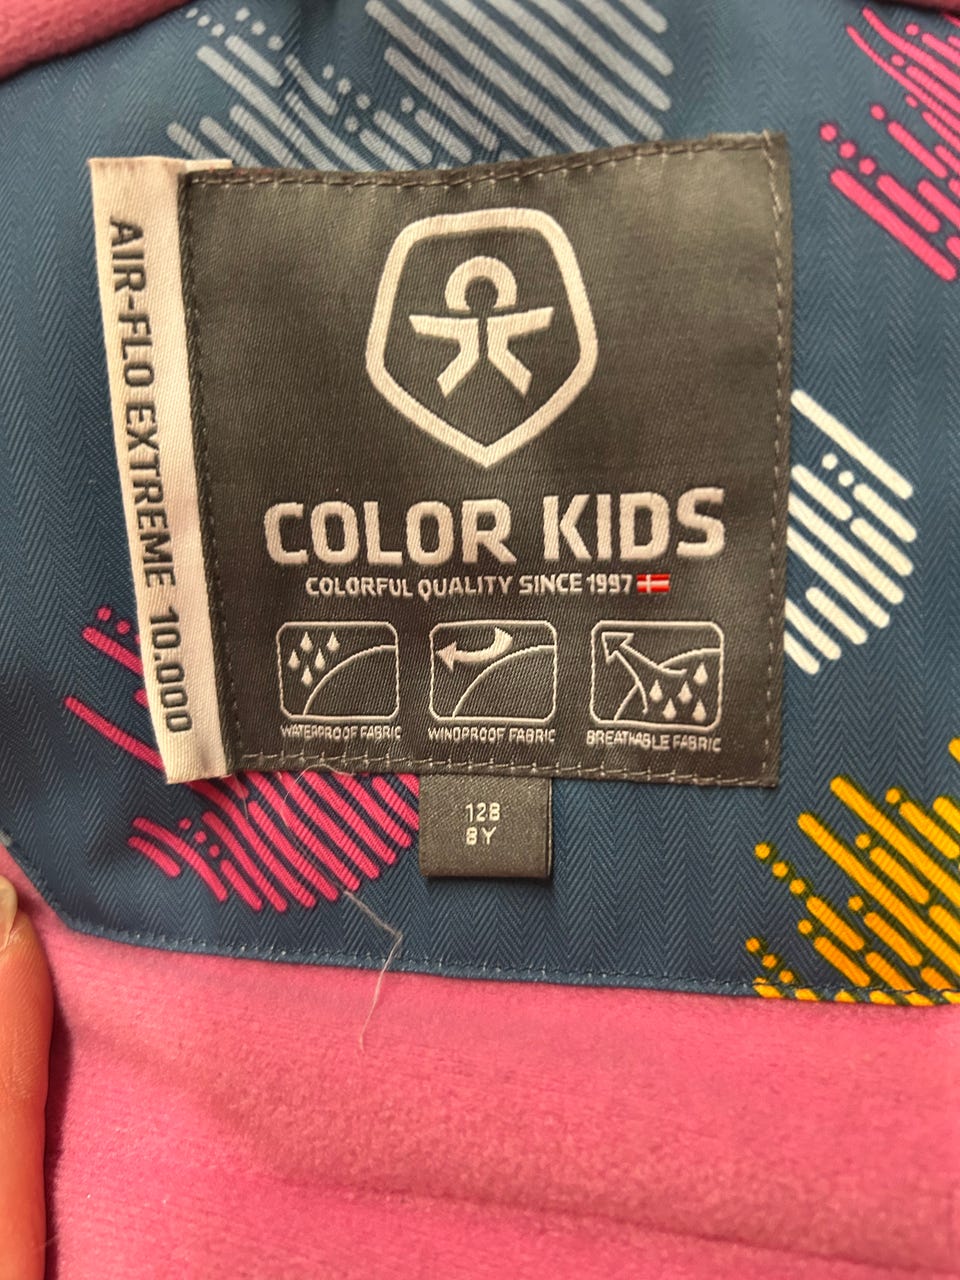 AIR-FLO EXTREME 10.000
COLOR KIDS
COLORFUL QUALITY SINCE 1997
WATERPROOF FABRIC
WINDPROOF FABRIC
BREATHABLE FABRIC
128
8Y